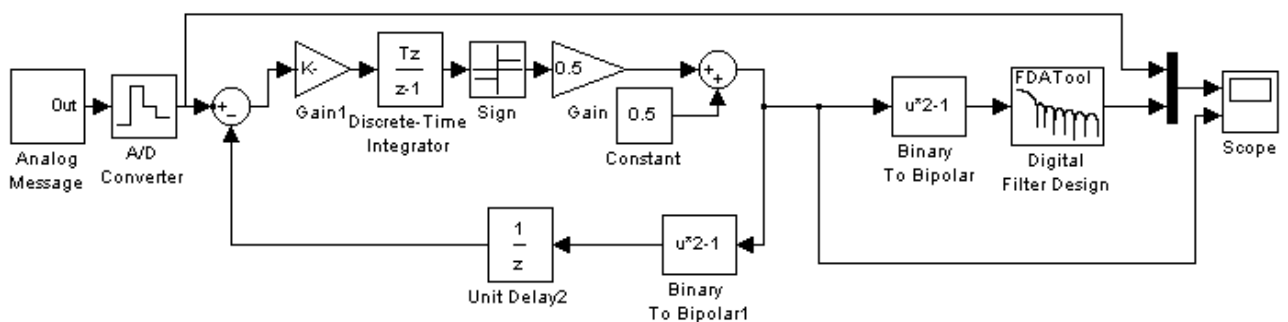 Out
Analog
Message
A/D
Converter
+
−
K-
Gain1
Tz
z-1
Discrete-Time
Integrator
Sign
0.5
Gain
0.5
Constant
+
+
u*2-1
Binary
To Bipolar
FDATool
Digital
Filter Design
Scope
1
z
Unit Delay2
u*2-1
Binary
To Bipolar1